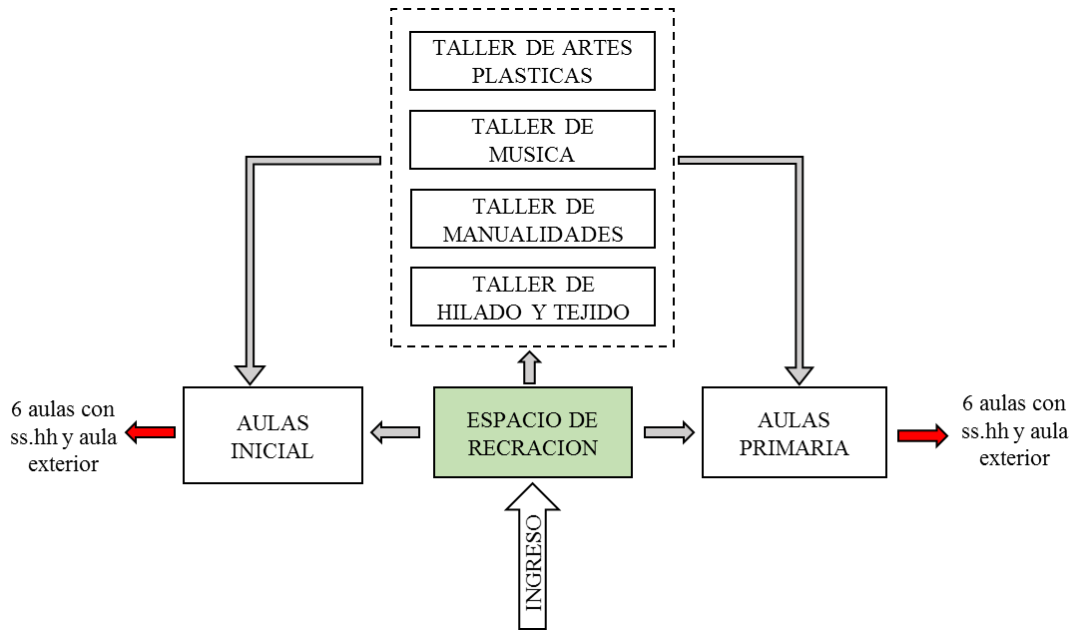 TALLER DE ARTES
PLASTICAS
TALLER DE
MUSICA
TALLER DE
MANUALIDADES
TALLER DE
HILADO Y TEJIDO
6 aulas con
ss.hh y aula
exterior
AULAS
INICIAL
ESPACIO DE
RECRACION
AULAS
PRIMARIA
6 aulas con
ss.hh y aula
exterior
INGRESO